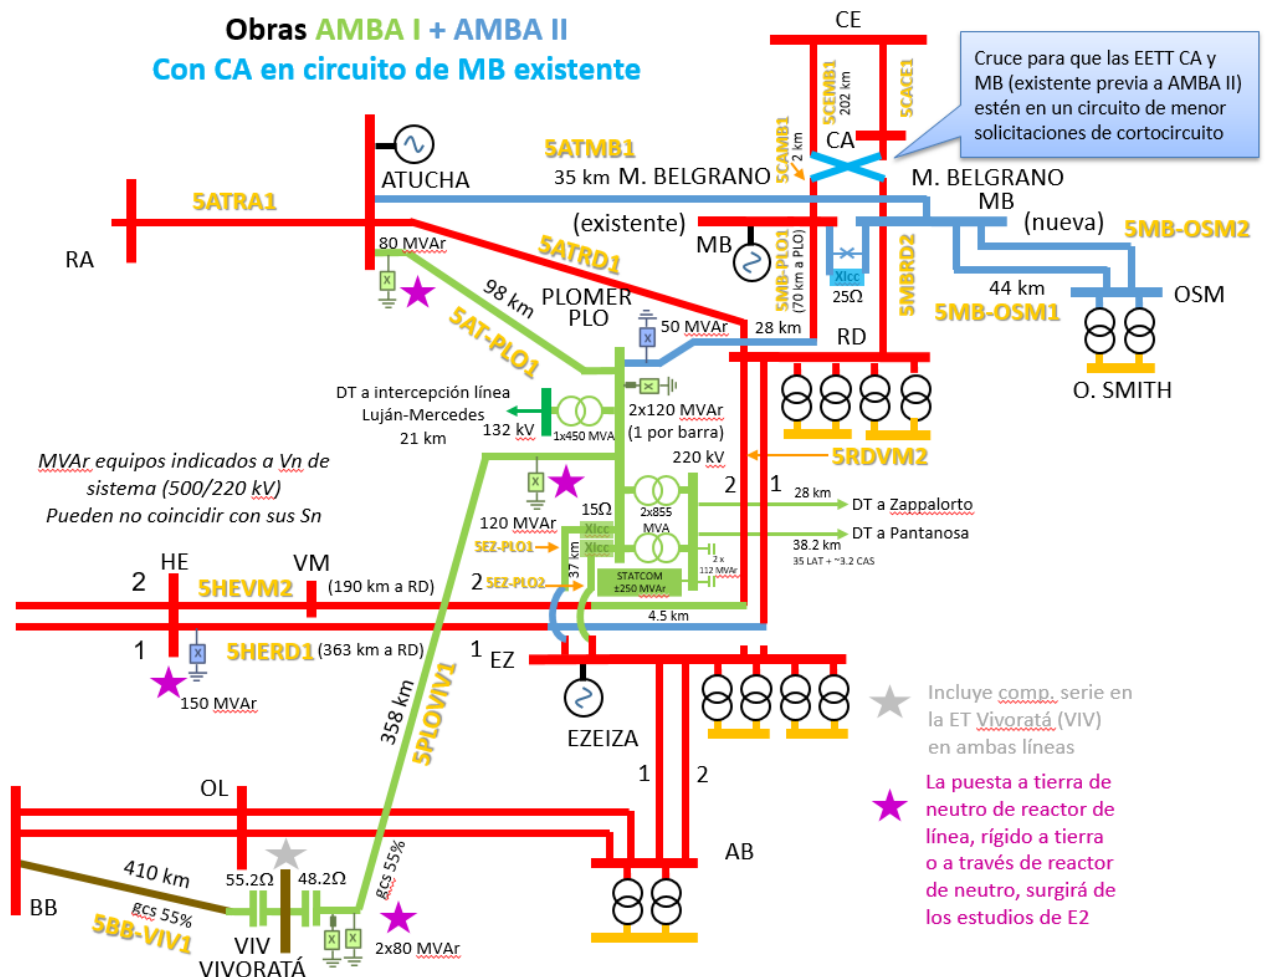 Obras AMBA I + AMBA II
Con CA en circuito de MB existente
CE
Cruce para que las EETT CA y
MB (existente previa a AMBA II)
estén en un circuito de menor
solicitaciones de cortocircuito
5CEMB1
202 km
5CACE1
CA
5CAMB1
2 km
5ATMB1
35 km
M. BELGRANO
(existente)
MB
M. BELGRANO
MB
(nueva)
ATUCHA
5ATRA1
RA
80 MVAr
5ATRD1
98 km
5AT-PLO1
PLOMER
PLO
50 MVAr
28 km
5MB-PLO1
(70 km a PLO)
XIcc
25Ω
5MBRD2
5MB-OSM2
44 km
5MB-OSM1
OSM
O. SMITH
RD
DT a intercepción línea
Luján-Mercedes
21 km
132 kV
1x450 MVA
2x120 MVAr
(1 por barra)
220 kV
5RDVM2
2
1
MVAr equipos indicados a Vn de
sistema (500/220 kV)
Pueden no coincidir con sus Sn
120 MVAr
15Ω
XIcc
XIcc
2x855
MVA
28 km
DT a Zappalorto
DT a Pantanosa
38.2 km
35 LAT + ~3.2 CAS
2 x
112 MVAr
STATCOM
±250 MVAr
5EZ-PLO1
37 km
2
5EZ-PLO2
HE
VM
2
5HEVM2
(190 km a RD)
4.5 km
1
5HERD1
(363 km a RD)
1
EZ
150 MVAr
EZEIZA
358 km
5PLOVIV1
Incluye comp. serie en
la ET Vivoratá (VIV)
en ambas líneas
La puesta a tierra de
neutro de reactor de
línea, rígido a tierra
o a través de reactor
de neutro, surgirá de
los estudios de E2
1
2
AB
OL
BB
410 km
gcs 55%
5BB-VIV1
55.2Ω
48.2Ω
gcs 55%
VIV
VIVORATÁ
2x80 MVAr